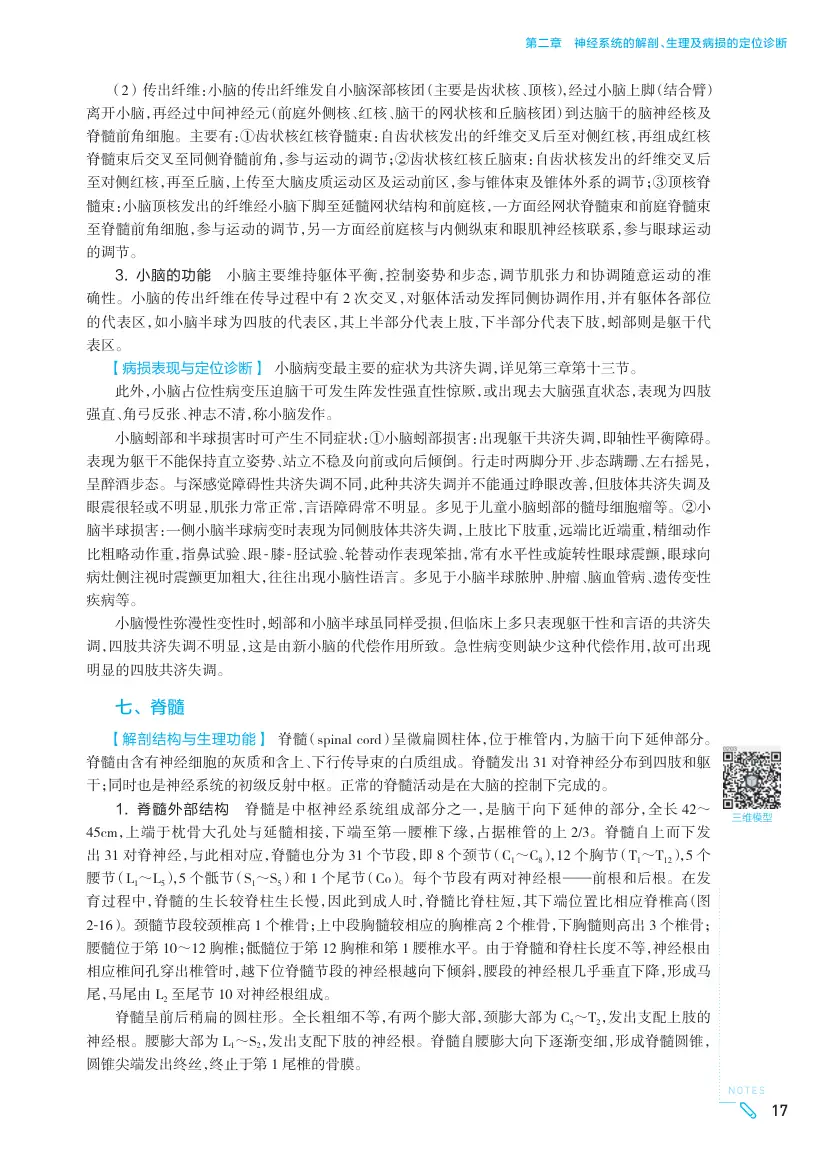 第二章　神经系统的解剖、生理及病损的定位诊断
（2）传出纤维：小脑的传出纤维发自小脑深部核团（主要是齿状核、顶核），经过小脑上脚（结合臂）
离开小脑，再经过中间神经元（前庭外侧核、红核、脑干的网状核和丘脑核团）到达脑干的脑神经核及
脊髓前角细胞。主要有：①齿状核红核脊髓束：自齿状核发出的纤维交叉后至对侧红核，再组成红核
脊髓束后交叉至同侧脊髓前角，参与运动的调节；②齿状核红核丘脑束：自齿状核发出的纤维交叉后
至对侧红核，再至丘脑，上传至大脑皮质运动区及运动前区，参与锥体束及锥体外系的调节；③顶核脊
髓束：小脑顶核发出的纤维经小脑下脚至延髓网状结构和前庭核，一方面经网状脊髓束和前庭脊髓束
至脊髓前角细胞，参与运动的调节，另一方面经前庭核与内侧纵束和眼肌神经核联系，参与眼球运动
的调节。
3. 小脑的功能　小脑主要维持躯体平衡，控制姿势和步态，调节肌张力和协调随意运动的准
确性。小脑的传出纤维在传导过程中有 2 次交叉，对躯体活动发挥同侧协调作用，并有躯体各部位
的代表区，如小脑半球为四肢的代表区，其上半部分代表上肢，下半部分代表下肢，蚓部则是躯干代
表区。
【病损表现与定位诊断】 小脑病变最主要的症状为共济失调，详见第三章第十三节。
此外，小脑占位性病变压迫脑干可发生阵发性强直性惊厥，或出现去大脑强直状态，表现为四肢
强直、角弓反张、神志不清，称小脑发作。
小脑蚓部和半球损害时可产生不同症状：①小脑蚓部损害：出现躯干共济失调，即轴性平衡障碍。
表现为躯干不能保持直立姿势、站立不稳及向前或向后倾倒。行走时两脚分开、步态蹒跚、左右摇晃，
呈醉酒步态。与深感觉障碍性共济失调不同，此种共济失调并不能通过睁眼改善，但肢体共济失调及
眼震很轻或不明显，肌张力常正常，言语障碍常不明显。多见于儿童小脑蚓部的髓母细胞瘤等。②小
脑半球损害：一侧小脑半球病变时表现为同侧肢体共济失调，上肢比下肢重，远端比近端重，精细动作
比粗略动作重，指鼻试验、跟-膝-胫试验、轮替动作表现笨拙，常有水平性或旋转性眼球震颤，眼球向
病灶侧注视时震颤更加粗大，往往出现小脑性语言。多见于小脑半球脓肿、肿瘤、脑血管病、遗传变性
疾病等。
小脑慢性弥漫性变性时，蚓部和小脑半球虽同样受损，但临床上多只表现躯干性和言语的共济失
调，四肢共济失调不明显，这是由新小脑的代偿作用所致。急性病变则缺少这种代偿作用，故可出现
明显的四肢共济失调。
七、脊髓
【解剖结构与生理功能】 脊髓（spinal cord）呈微扁圆柱体，位于椎管内，为脑干向下延伸部分。
脊髓由含有神经细胞的灰质和含上、下行传导束的白质组成。脊髓发出 31 对脊神经分布到四肢和躯
干；同时也是神经系统的初级反射中枢。正常的脊髓活动是在大脑的控制下完成的。
三维模型
1. 脊髓外部结构　脊髓是中枢神经系统组成部分之一，是脑干向下延伸的部分，全长 42～
45cm，上端于枕骨大孔处与延髓相接，下端至第一腰椎下缘，占据椎管的上 2/3。脊髓自上而下发
出 31 对脊神经，与此相对应，脊髓也分为 31 个节段，即 8 个颈节（C₁～C₈），12 个胸节（T₁～T₁₂），5 个
腰节（L₁～L₅），5 个骶节（S₁～S₅）和 1 个尾节（Co）。每个节段有两对神经根——前根和后根。在发
育过程中，脊髓的生长较脊柱生长慢，因此到成人时，脊髓比脊柱短，其下端位置比相应脊椎高（图
2-16）。颈髓节段较颈椎高 1 个椎骨；上中段胸髓较相应的胸椎高 2 个椎骨，下胸髓则高出 3 个椎骨；
腰髓位于第 10～12 胸椎；骶髓位于第 12 胸椎和第 1 腰椎水平。由于脊髓和脊柱长度不等，神经根由
相应椎间孔穿出椎管时，越下位脊髓节段的神经根越向下倾斜，腰段的神经根几乎垂直下降，形成马
尾，马尾由 L₂ 至尾节 10 对神经根组成。
脊髓呈前后稍扁的圆柱形。全长粗细不等，有两个膨大部，颈膨大部为 C₅～T₂，发出支配上肢的
神经根。腰膨大部为 L₁～S₂，发出支配下肢的神经根。脊髓自腰膨大向下逐渐变细，形成脊髓圆锥，
圆锥尖端发出终丝，终止于第 1 尾椎的骨膜。
NOTES
17